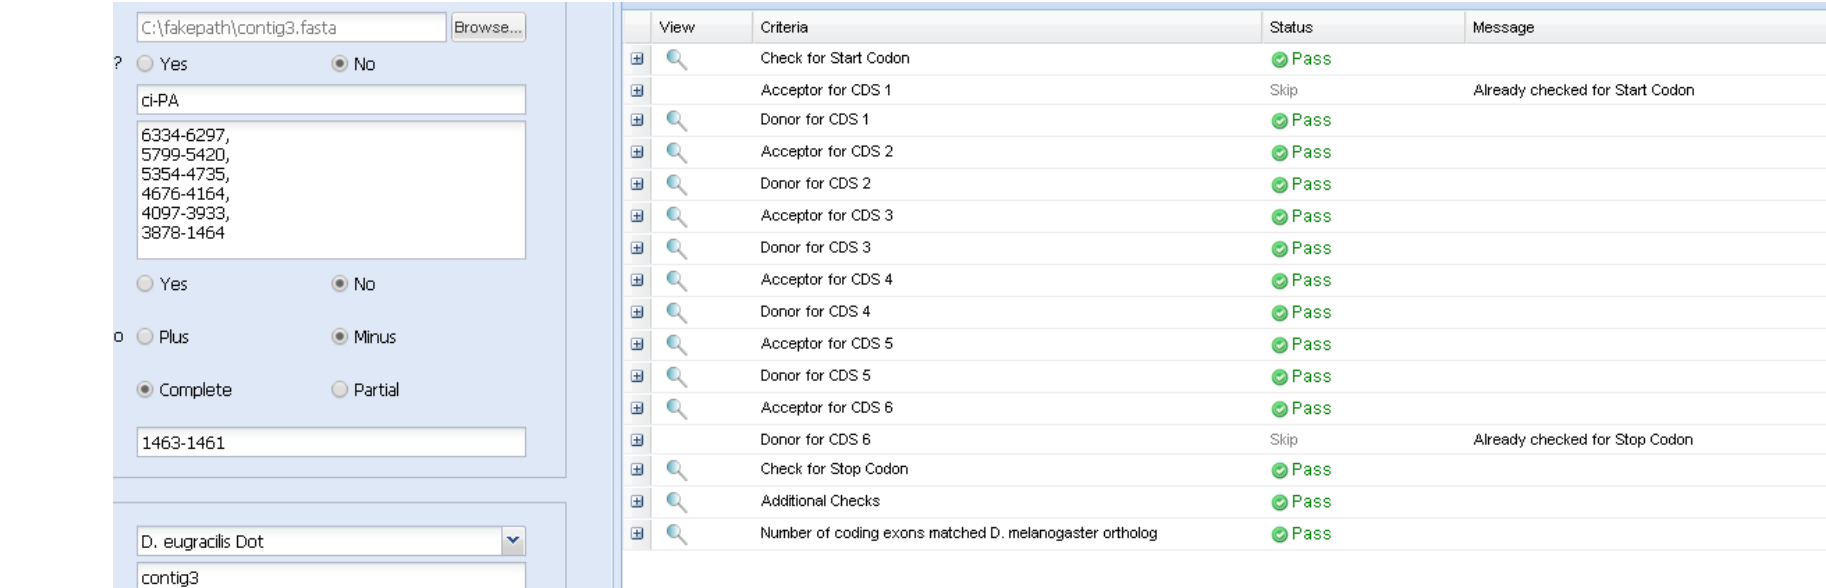 C:\fakepath\contig3.fasta Browse...
? Yes No
ci-PA
6334-6297,
5799-5420,
5354-4735,
4676-4164,
4097-3933,
3878-1464
Yes No
o Plus Minus
Complete Partial
1463-1461
D. eugracilis Dot
contig3
View Criteria Status Message
Check for Start Codon Pass
Acceptor for CDS 1 Skip Already checked for Start Codon
Donor for CDS 1 Pass
Acceptor for CDS 2 Pass
Donor for CDS 2 Pass
Acceptor for CDS 3 Pass
Donor for CDS 3 Pass
Acceptor for CDS 4 Pass
Donor for CDS 4 Pass
Acceptor for CDS 5 Pass
Donor for CDS 5 Pass
Acceptor for CDS 6 Pass
Donor for CDS 6 Skip Already checked for Stop Codon
Check for Stop Codon Pass
Additional Checks Pass
Number of coding exons matched D. melanogaster ortholog Pass